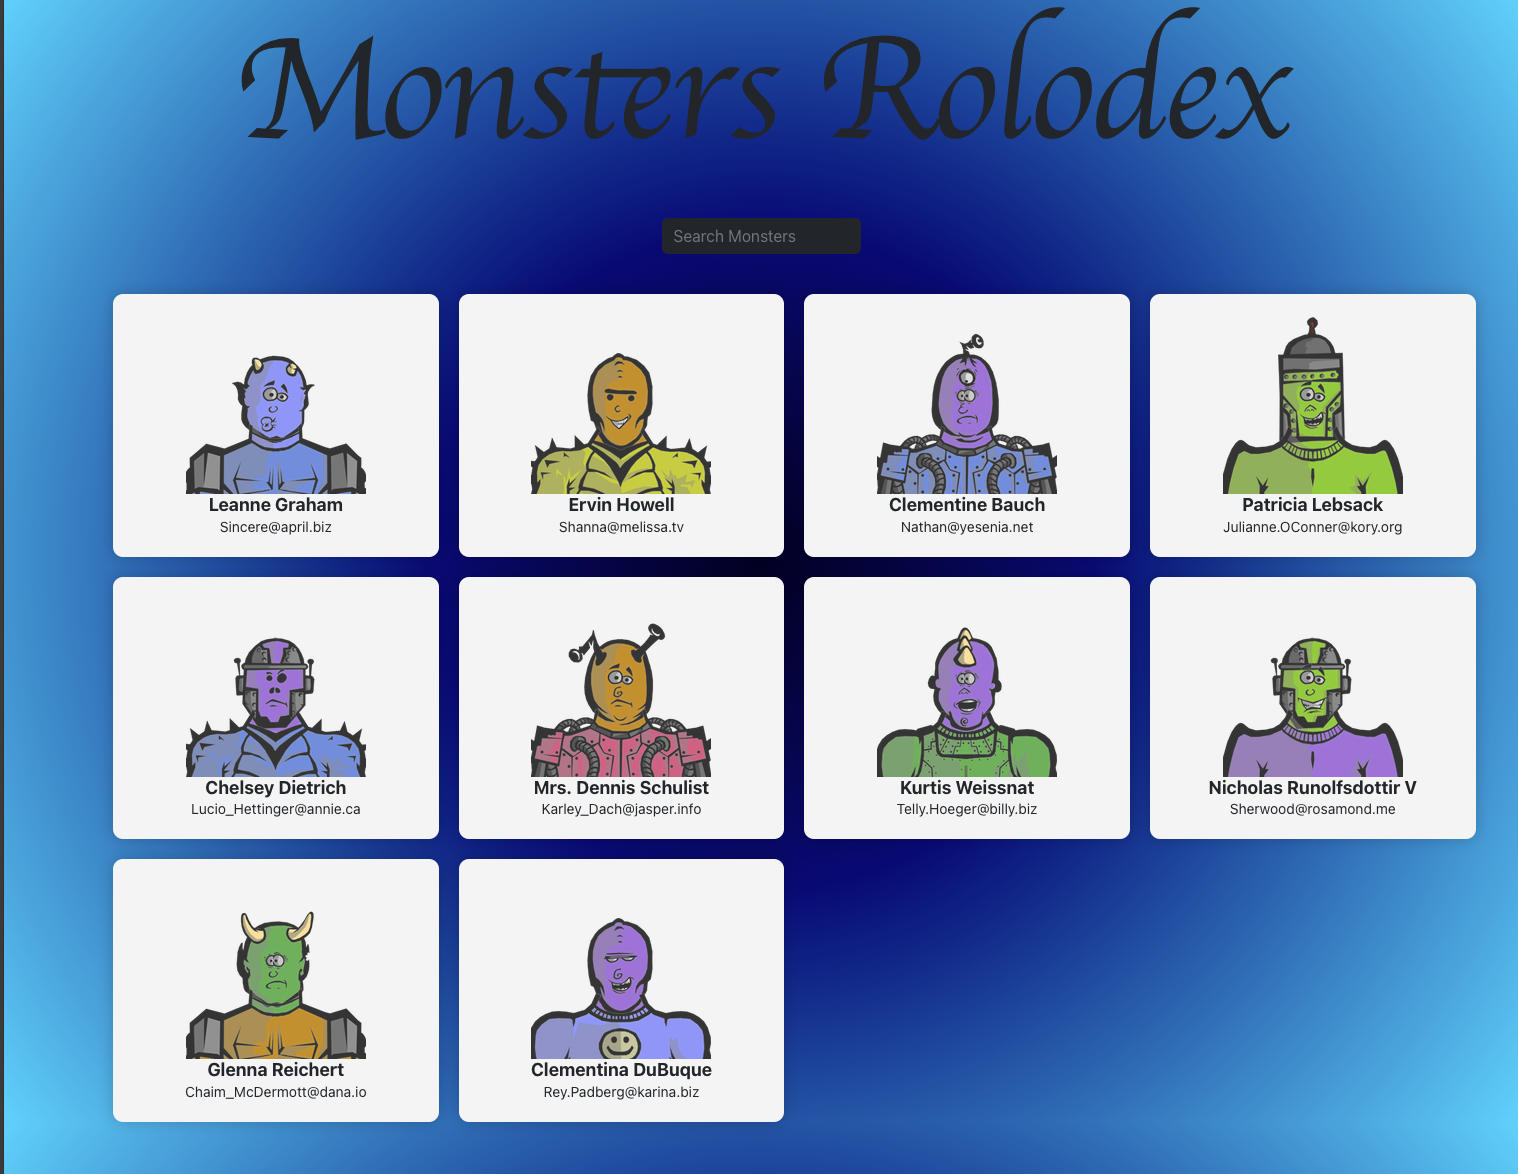 Monsters Rolodex
Search Monsters
Leanne Graham
Sincere@april.biz
Ervin Howell
Shanna@melissa.tv
Clementine Bauch
Nathan@yesenia.net
Patricia Lebsack
Julianne.OConner@kory.org
Chelsey Dietrich
Lucio_Hettinger@annie.ca
Mrs. Dennis Schulist
Karley_Dach@jasper.info
Kurtis Weissnat
Telly.Hoeger@billy.biz
Nicholas Runolfsdottir V
Sherwood@rosamond.me
Glenna Reichert
Chaim_McDermott@dana.io
Clementina DuBuque
Rey.Padberg@karina.biz